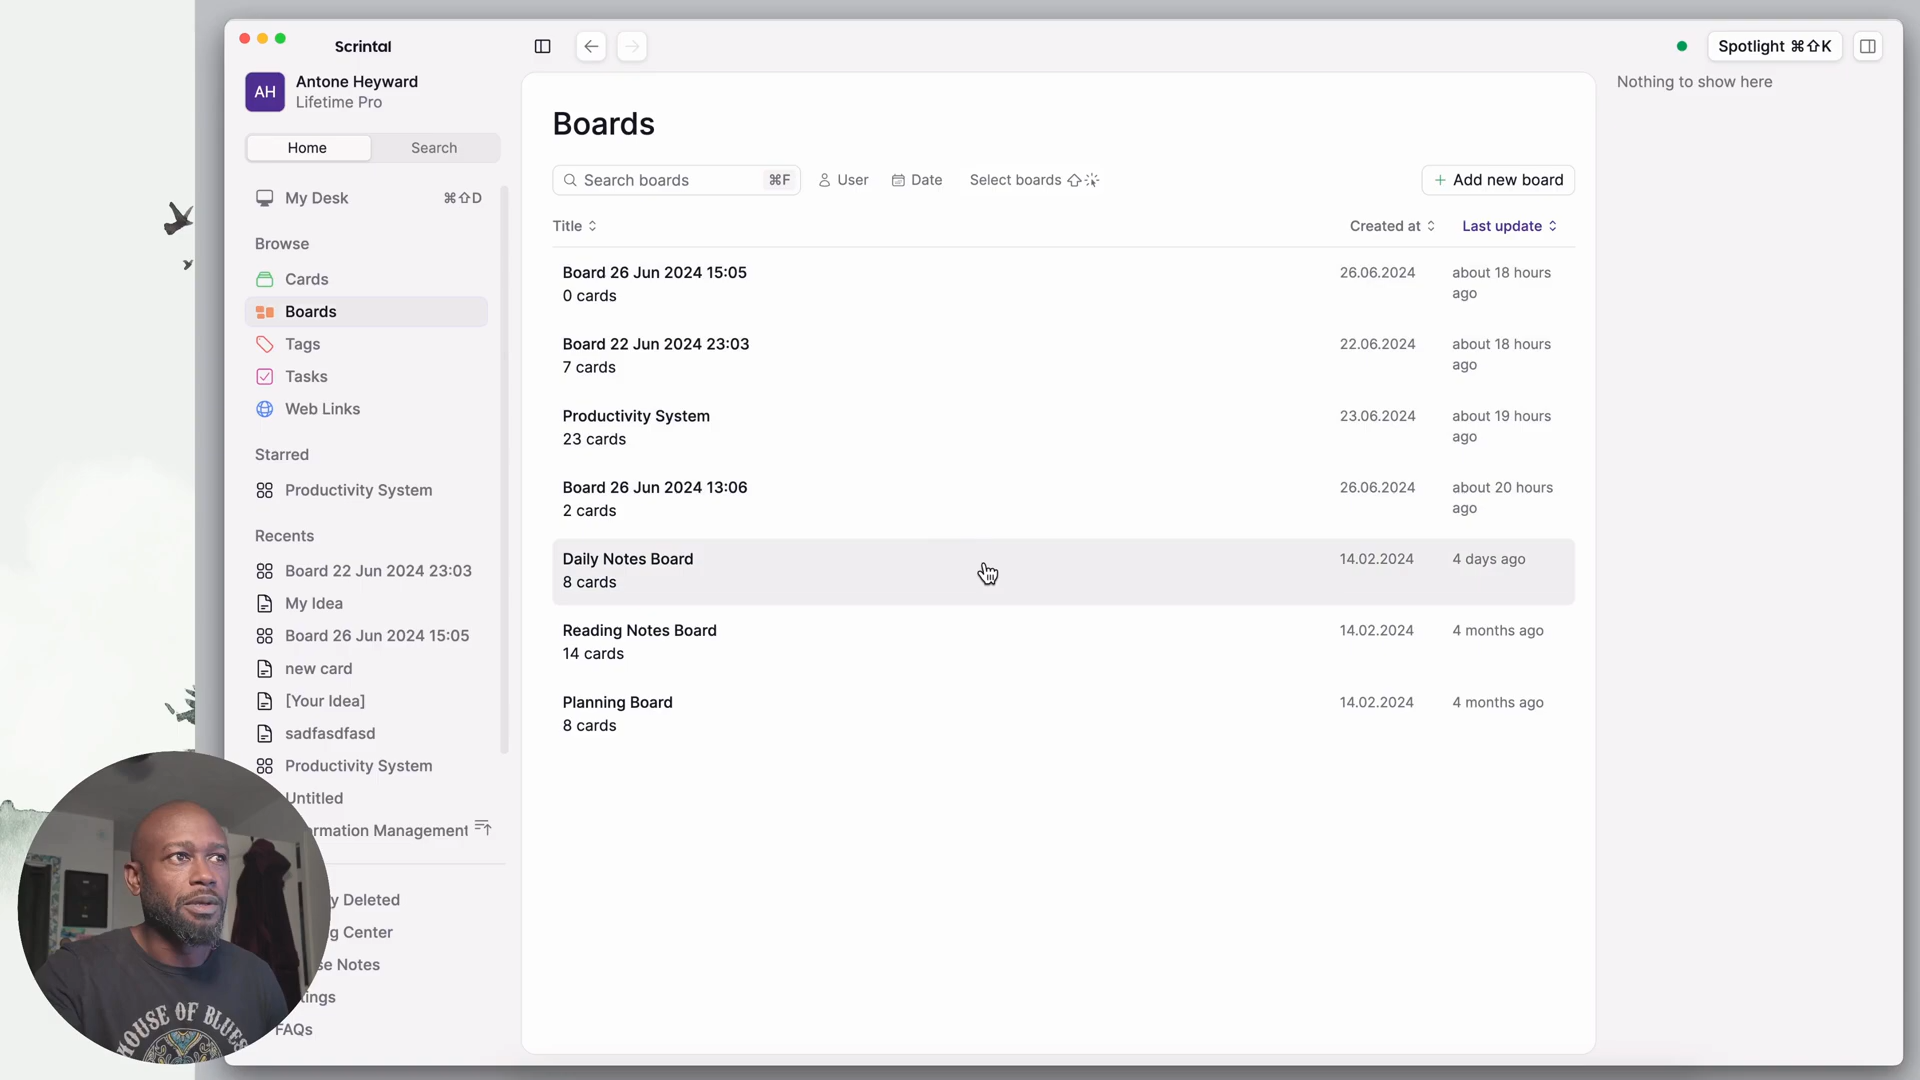 Scrintal
Spotlight ⌘⇧K
AH
Antone Heyward
Lifetime Pro
Nothing to show here
Home
Search
My Desk
⌘⇧D
Browse
Cards
Boards
Tags
Tasks
Web Links
Starred
Productivity System
Recents
Board 22 Jun 2024 23:03
My Idea
Board 26 Jun 2024 15:05
new card
[Your Idea]
sadfasdfasd
Productivity System
Untitled
rmation Management
y Deleted
g Center
se Notes
tings
FAQs
Boards
Search boards
⌘F
User
Date
Select boards
+ Add new board
Title
Created at
Last update
Board 26 Jun 2024 15:05
0 cards
26.06.2024
about 18 hours
ago
Board 22 Jun 2024 23:03
7 cards
22.06.2024
about 18 hours
ago
Productivity System
23 cards
23.06.2024
about 19 hours
ago
Board 26 Jun 2024 13:06
2 cards
26.06.2024
about 20 hours
ago
Daily Notes Board
8 cards
14.02.2024
4 days ago
Reading Notes Board
14 cards
14.02.2024
4 months ago
Planning Board
8 cards
14.02.2024
4 months ago
HOUSE OF BLUES